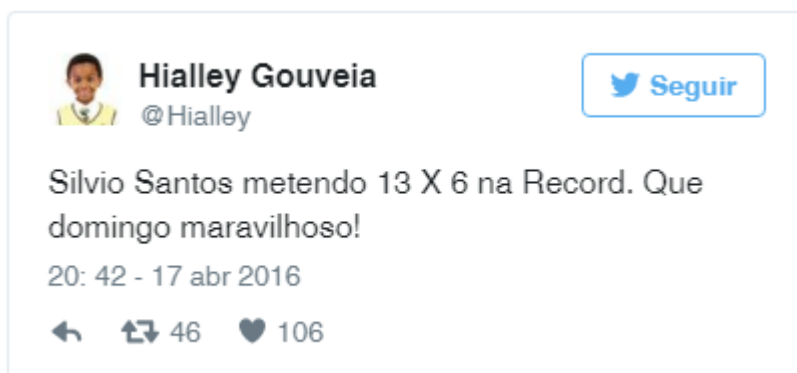 Hialley Gouveia
Seguir
@Hialley
Silvio Santos metendo 13 X 6 na Record. Que
domingo maravilhoso!
20: 42 - 17 abr 2016
46 106